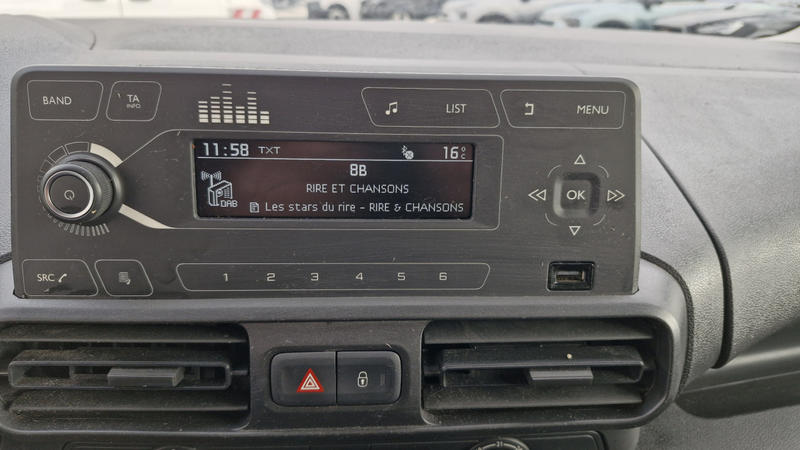 BAND
TA
INFO
LIST
MENU
11:58 TXT 16°C
8B
RIRE ET CHANSONS
DAB
Les stars du rire - RIRE & CHANSONS
OK
SRC
1 2 3 4 5 6